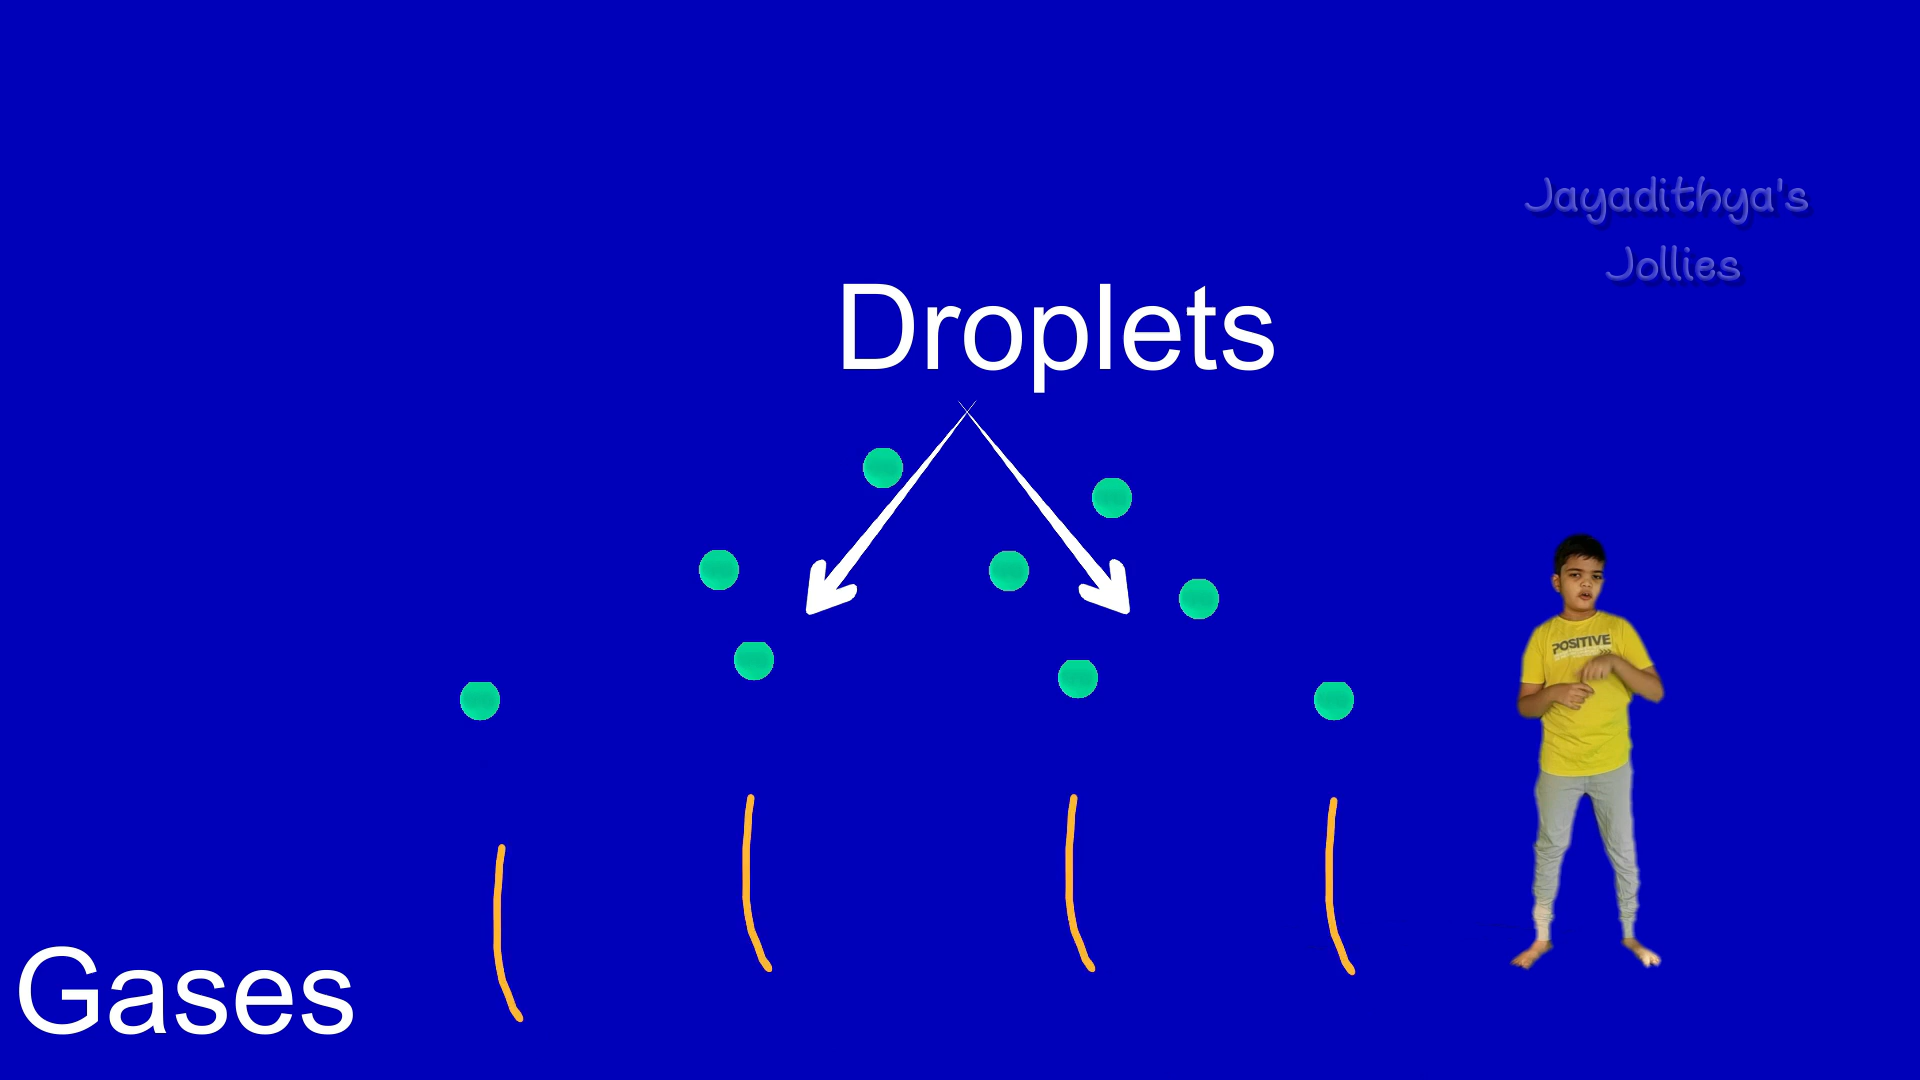 Jayadithya's
Jollies
Droplets
POSITIVE
Gases